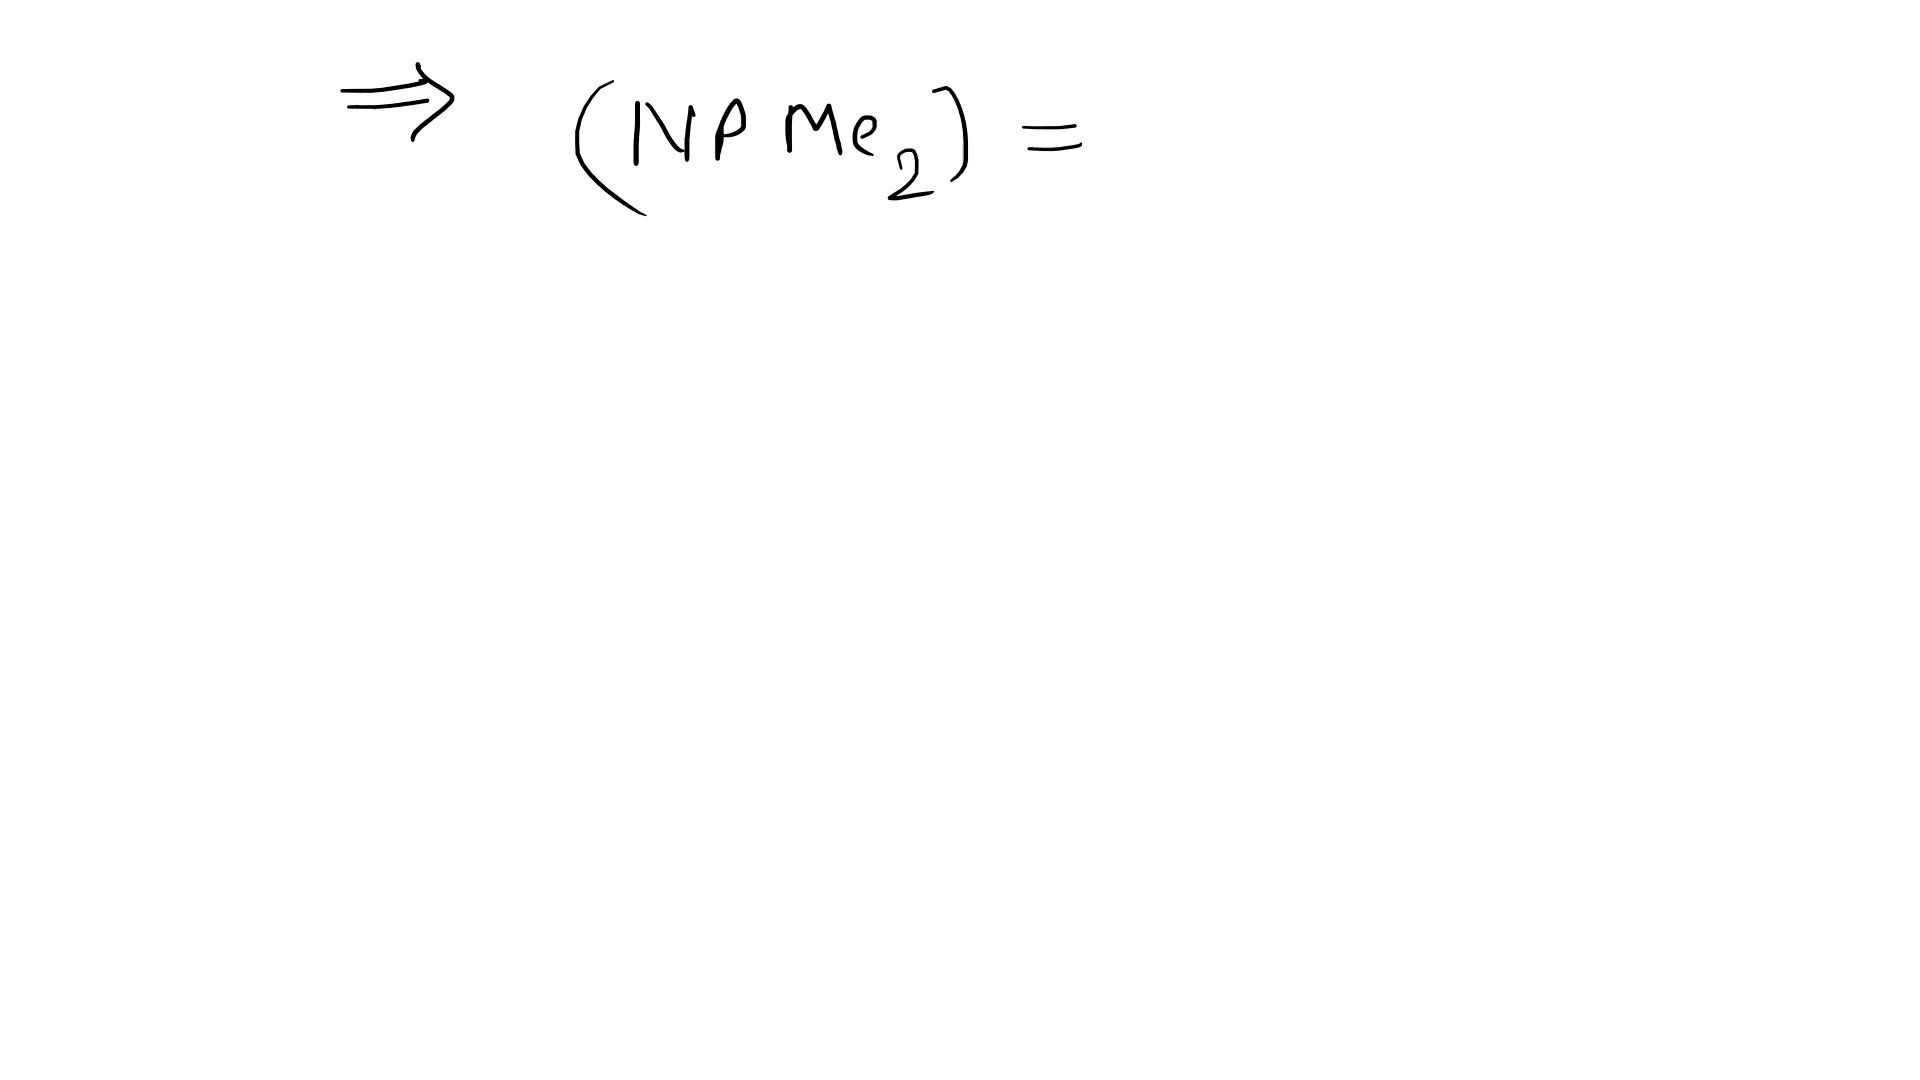 ⇒ (NPMe₂) =